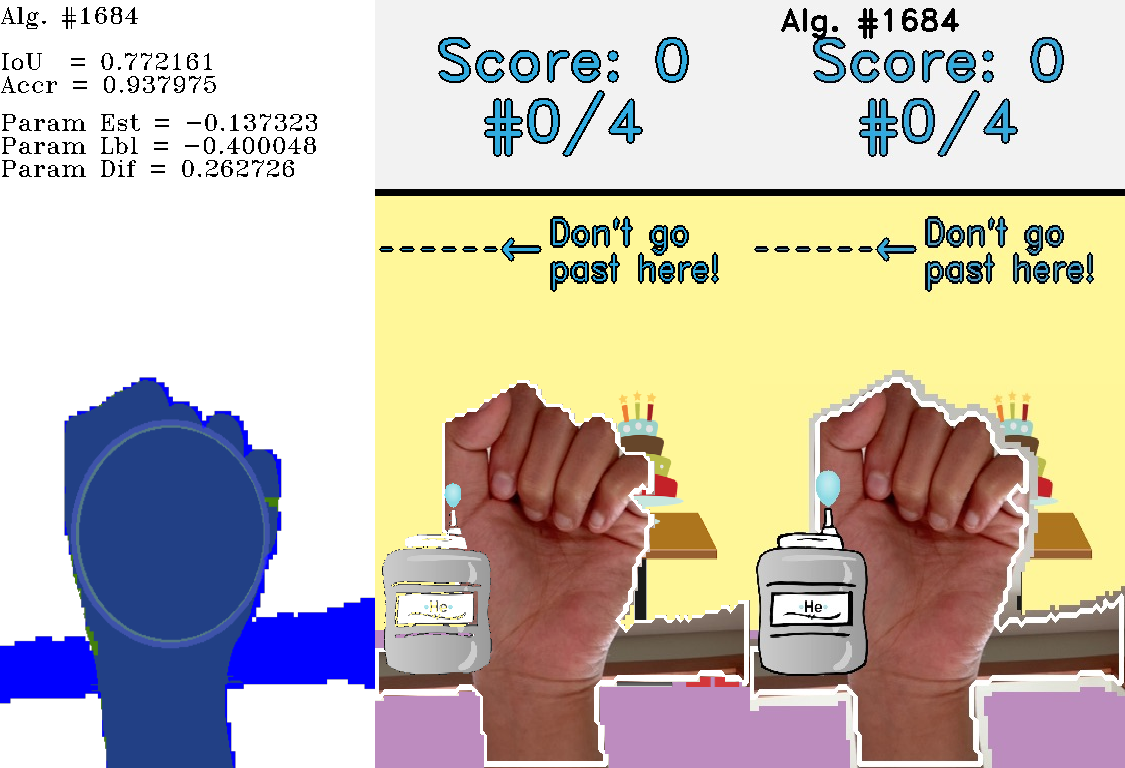 Alg. #1684
IoU = 0.772161
Accr = 0.937975
Param Est = -0.137323
Param Lbl = -0.400048
Param Dif = 0.262726
Score: 0
#0/4
Don't go
past here!
He
Alg. #1684
Score: 0
#0/4
Don't go
past here!
He